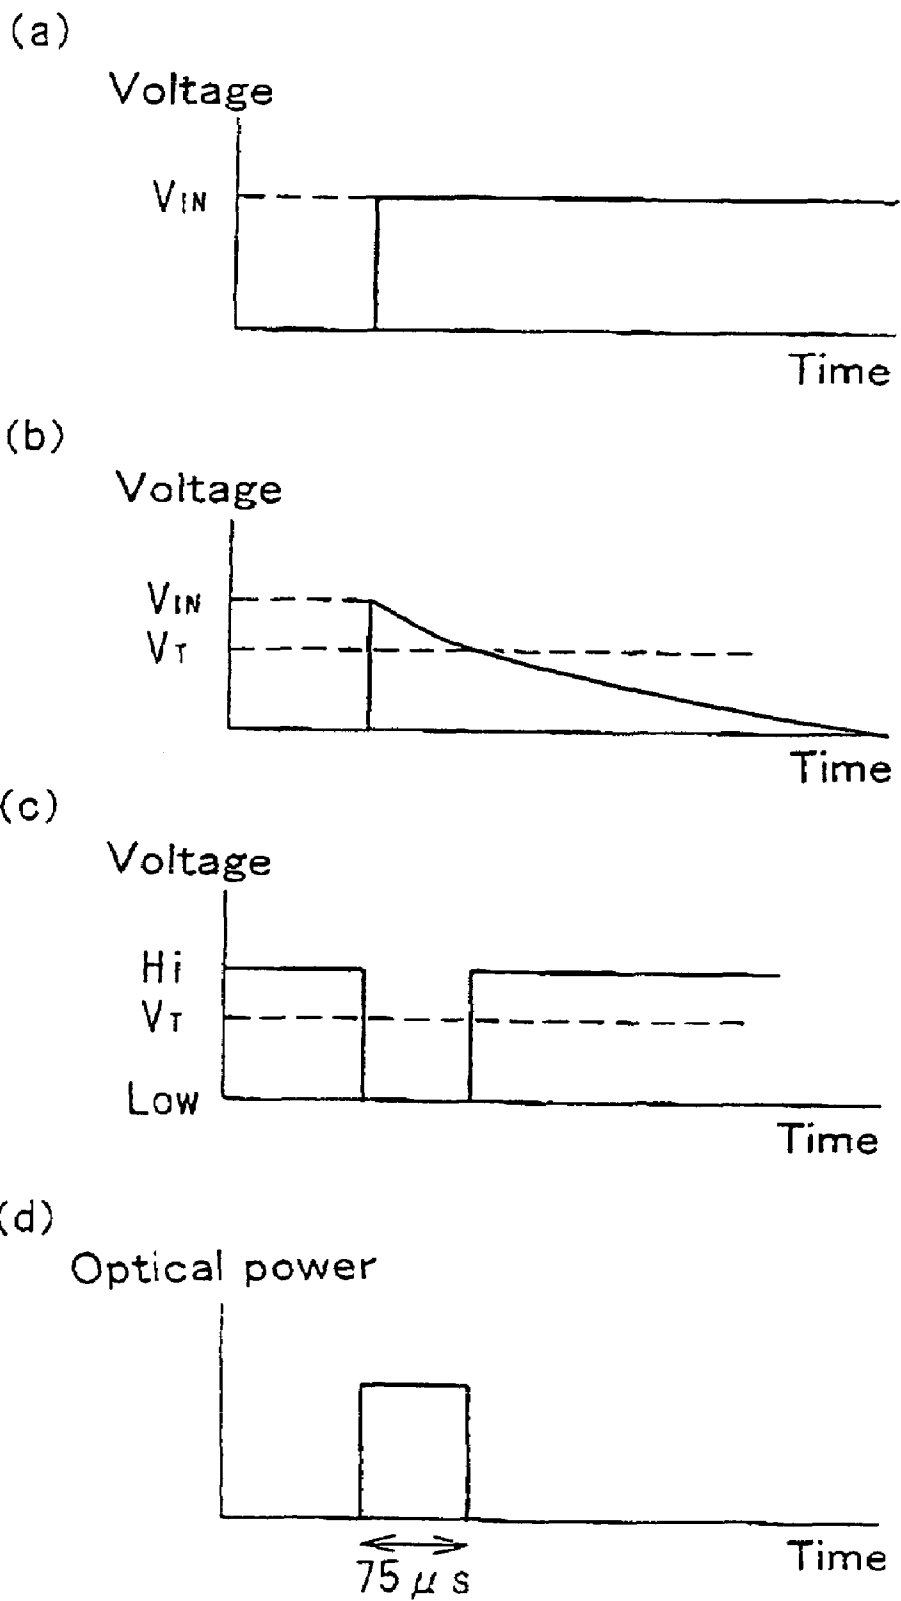 (a)
Voltage
VIN
Time
(b)
Voltage
VIN
VT
Time
(c)
Voltage
Hi
VT
Low
Time
(d)
Optical power
Time
75 μ s